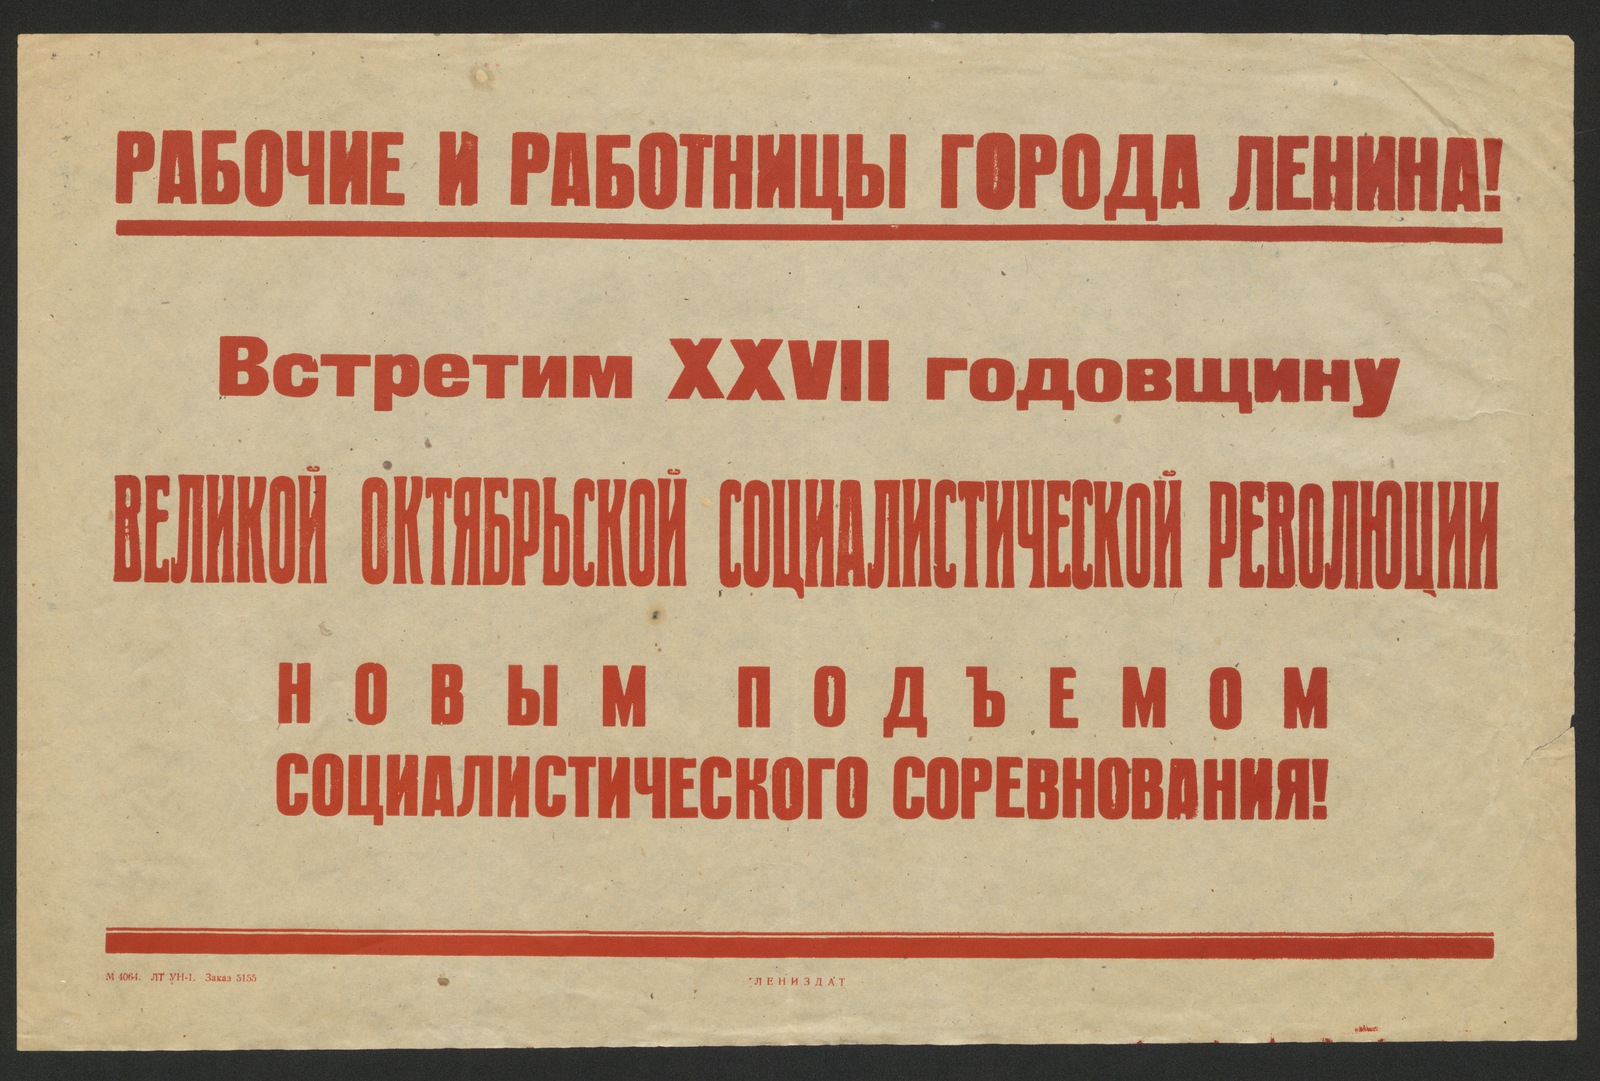 РАБОЧИЕ И РАБОТНИЦЫ ГОРОДА ЛЕНИНА!
Встретим XXVII годовщину
ВЕЛИКОЙ ОКТЯБРЬСКОЙ СОЦИАЛИСТИЧЕСКОЙ РЕВОЛЮЦИИ
НОВЫМ ПОДЪЕМОМ
СОЦИАЛИСТИЧЕСКОГО СОРЕВНОВАНИЯ!
М 4064. ЛТ УН-1. Заказ 5155
ЛЕНИЗДАТ